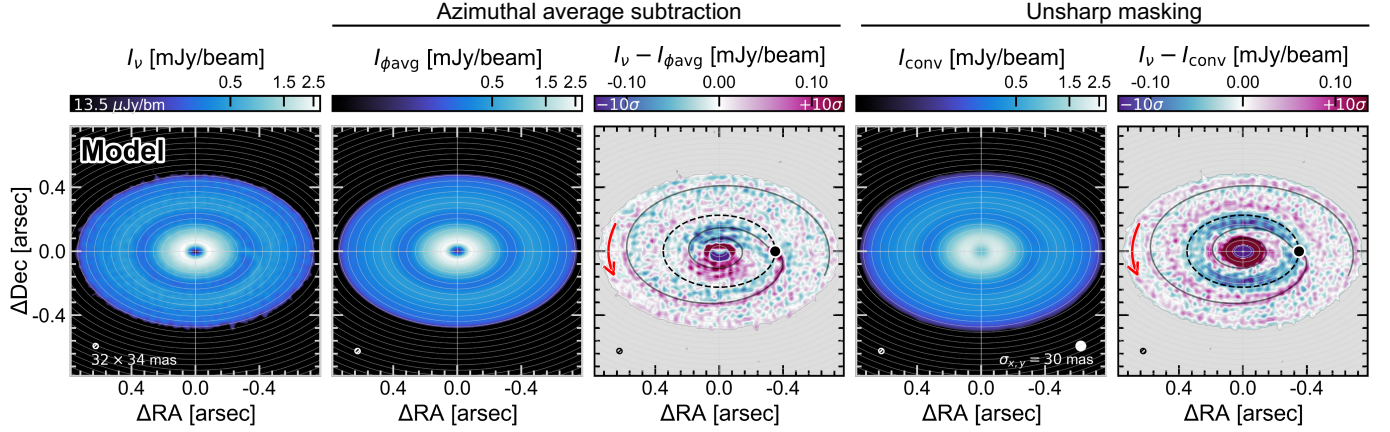 Azimuthal average subtraction
Unsharp masking
Iν [mJy/beam]
Iϕavg [mJy/beam]
Iν − Iϕavg [mJy/beam]
Iconv [mJy/beam]
Iν − Iconv [mJy/beam]
0.5 1.5 2.5
0.5 1.5 2.5
-0.10 0.00 0.10
0.5 1.5 2.5
-0.10 0.00 0.10
13.5 μJy/bm
−10σ +10σ
−10σ +10σ
Model
ΔDec [arsec]
0.4
0.0
-0.4
32 × 34 mas
σx,y = 30 mas
0.4 0.0 -0.4
0.4 0.0 -0.4
0.4 0.0 -0.4
0.4 0.0 -0.4
0.4 0.0 -0.4
ΔRA [arsec]
ΔRA [arsec]
ΔRA [arsec]
ΔRA [arsec]
ΔRA [arsec]